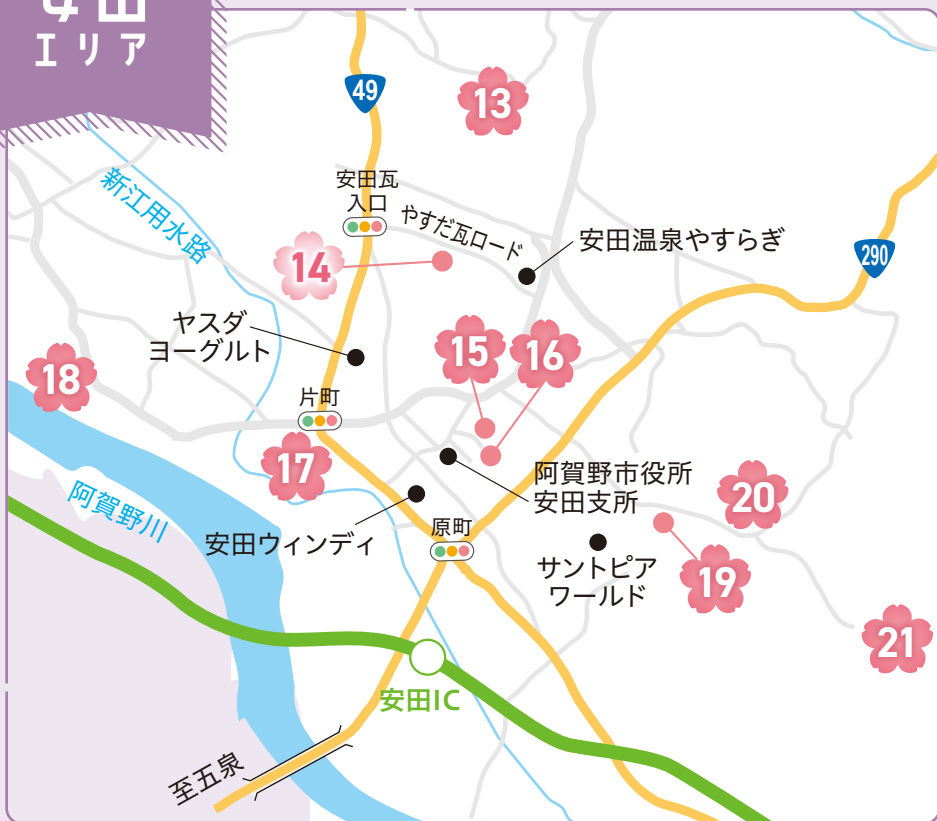 安田
エリア
49
13
新江用水路
安田瓦
入口
やすだ瓦ロード
安田温泉やすらぎ
290
14
ヤスダ
ヨーグルト
15
16
18
片町
17
阿賀野川
阿賀野市役所
安田支所
20
安田ウィンディ
原町
サントピア
ワールド
19
21
安田IC
至五泉